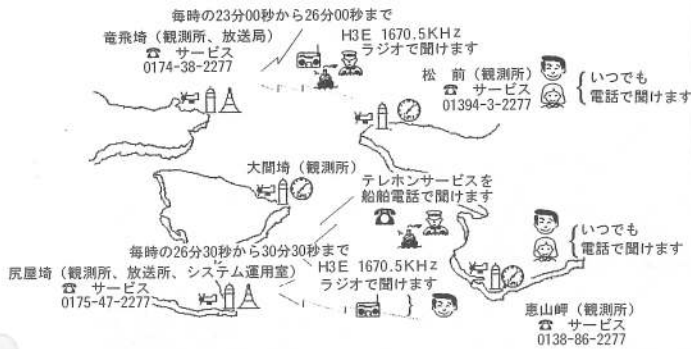 毎時の23分00秒から26分00秒まで
竜飛埼（観測所、放送局）
☎ サービス
0174-38-2277
H3E 1670.5KHz
ラジオで聞けます
松 前（観測所）
☎ サービス
01394-3-2277
いつでも
電話で聞けます
大間埼（観測所）
テレホンサービスを
船舶電話で聞けます
毎時の26分30秒から30分30秒まで
尻屋埼（観測所、放送所、システム運用室）
☎ サービス
0175-47-2277
H3E 1670.5KHz
ラジオで聞けます
いつでも
電話で聞けます
恵山岬（観測所）
☎ サービス
0138-86-2277